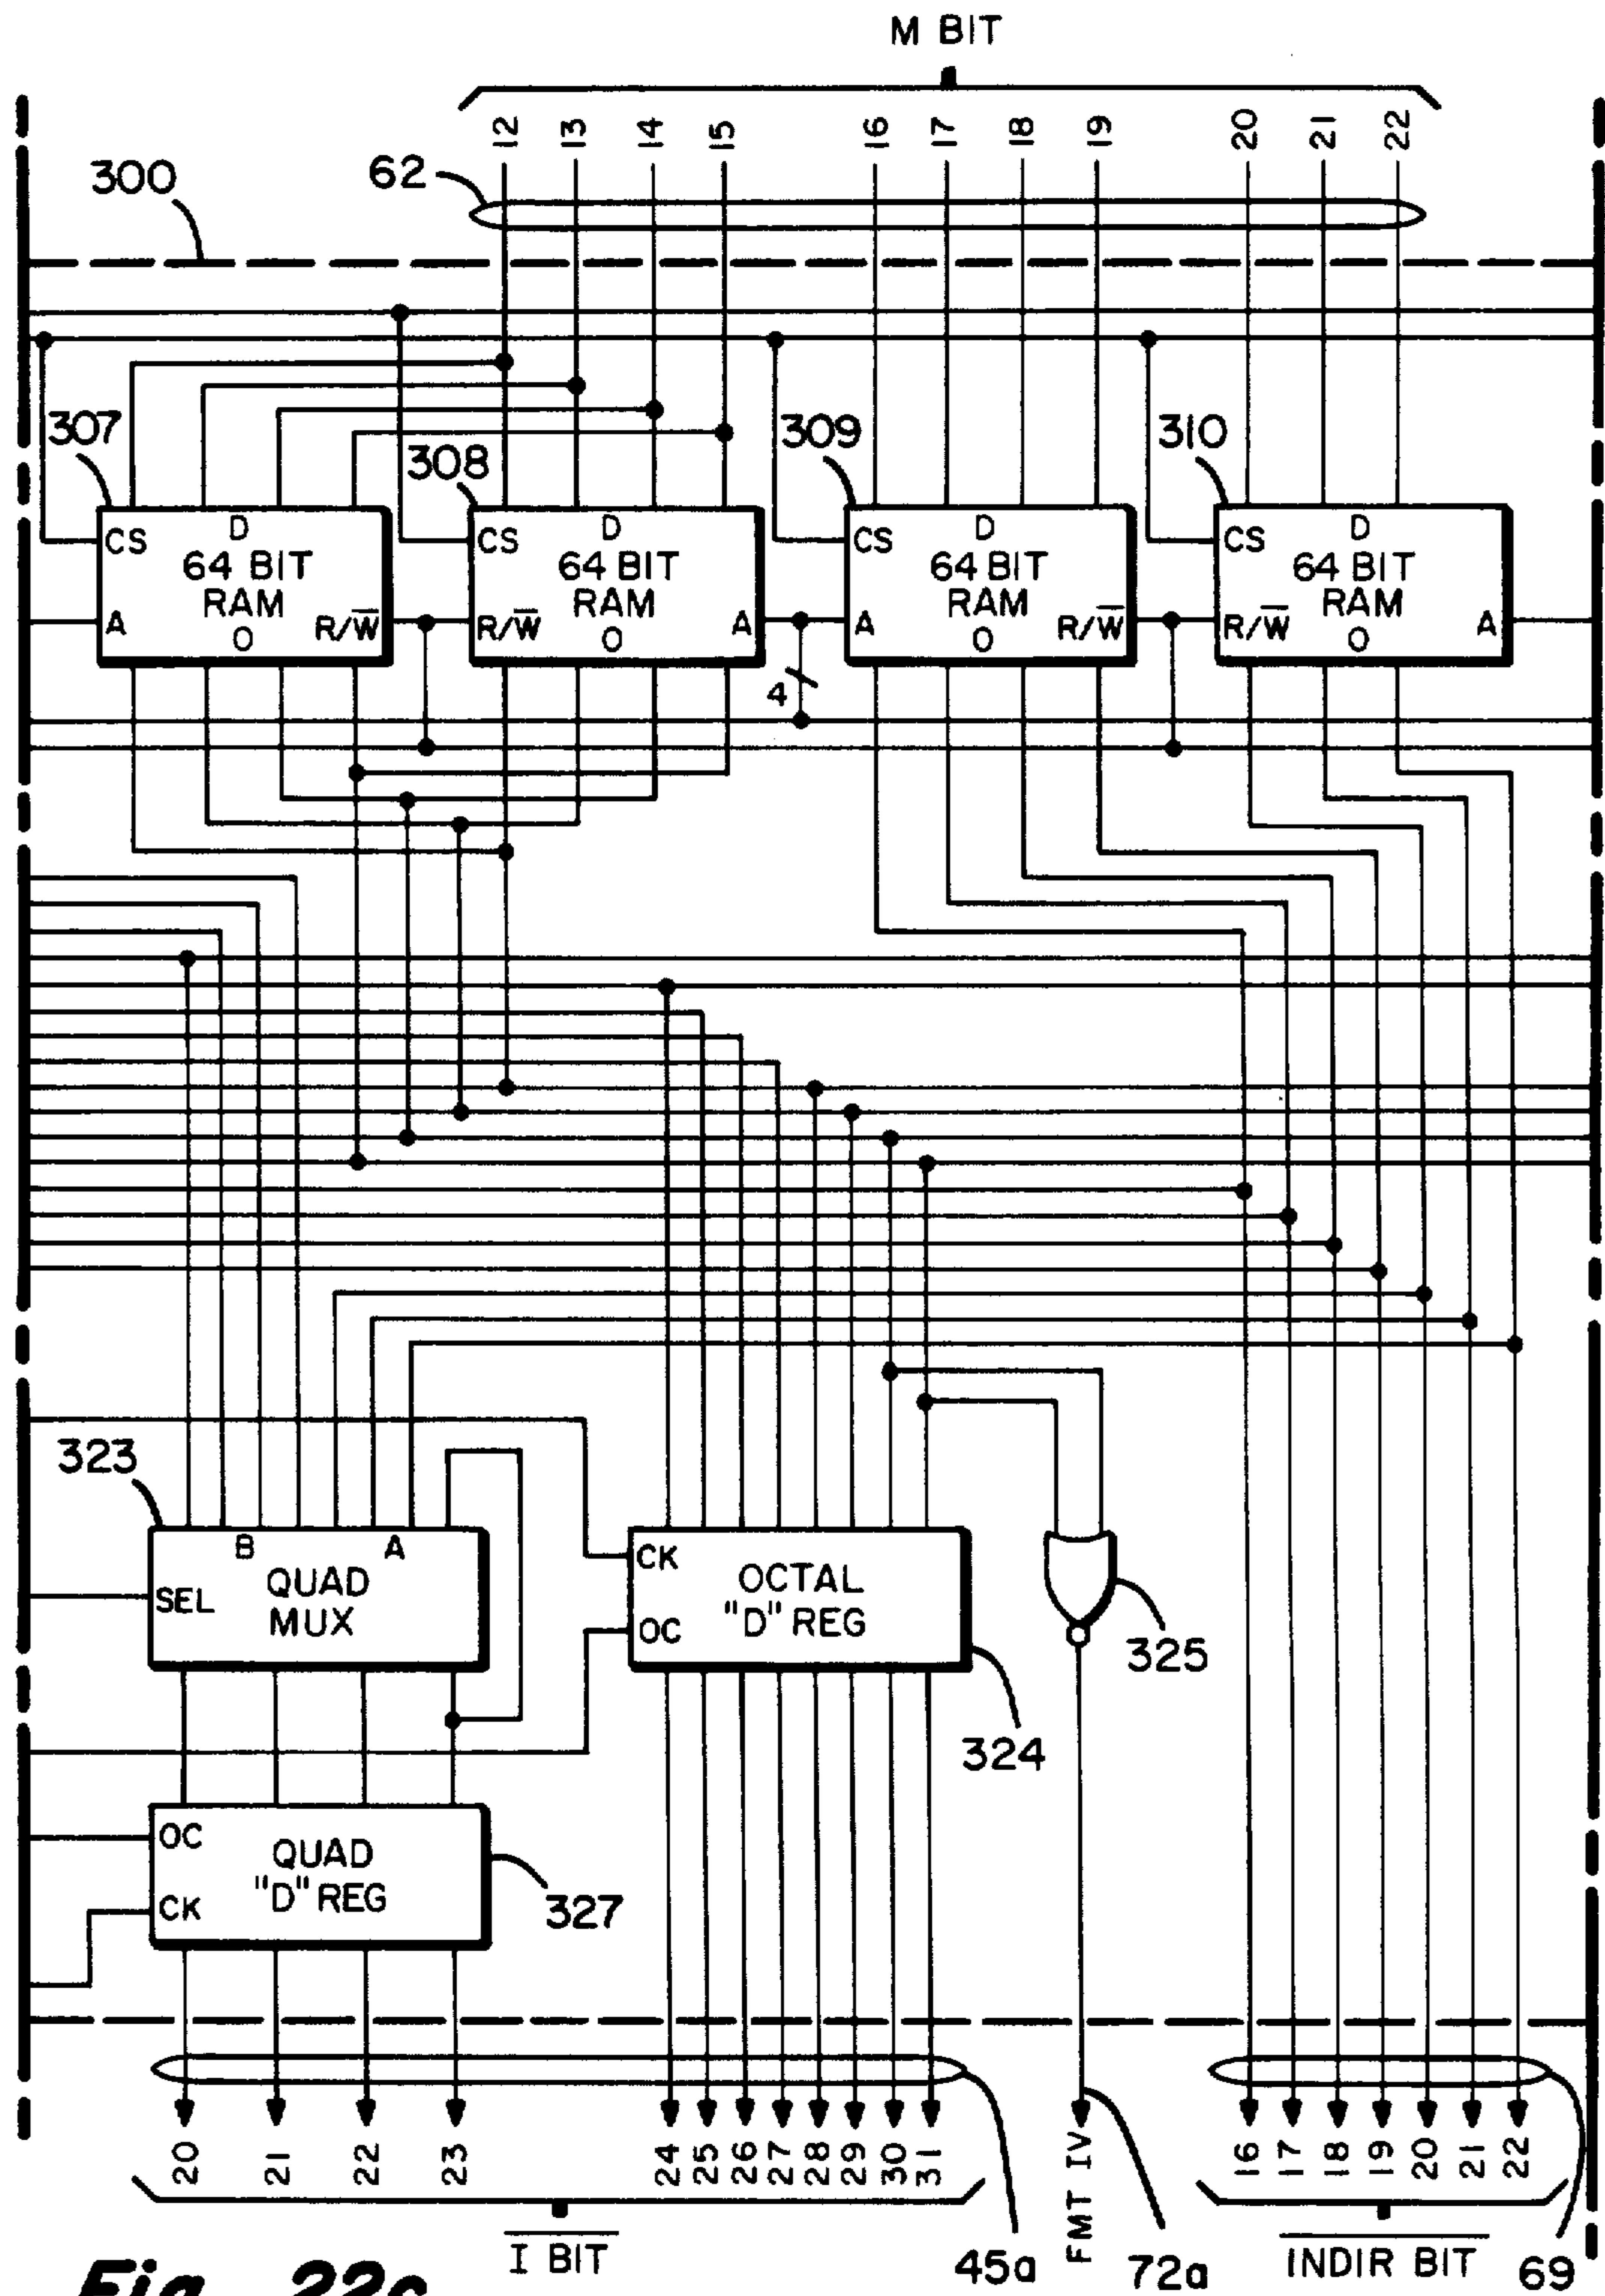 M BIT
12 13 14 15 16 17 18 19 20 21 22
62
300
307 308 309 310
CS D 64 BIT RAM O A R/W̅
CS D 64 BIT RAM O R/W̅ A
CS D 64 BIT RAM O A R/W̅
CS D 64 BIT RAM O R/W̅ A
4
323
B A
SEL QUAD MUX
CK OCTAL "D" REG
OC
325
324
OC QUAD "D" REG
CK
327
20 21 22 23 24 25 26 27 28 29 30 31
FMT IV
16 17 18 19 20 21 22
I̅ ̅B̅I̅T̅
45a
72a
I̅N̅D̅I̅R̅ ̅B̅I̅T̅
69
Fig. 22c